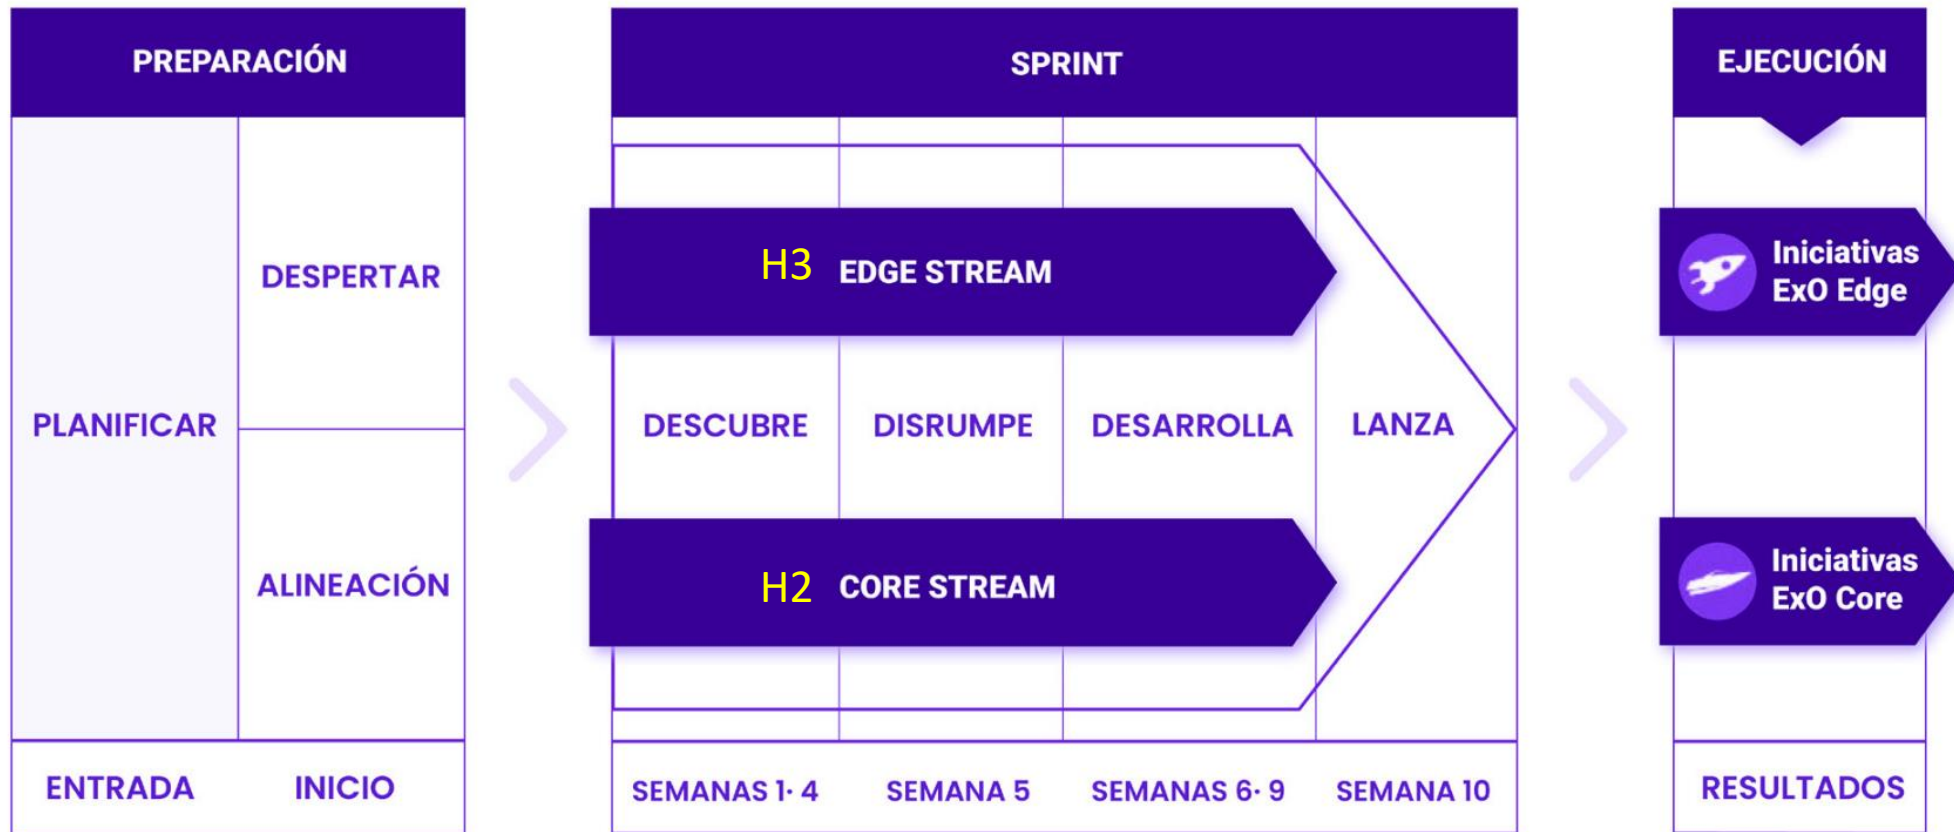 PREPARACIÓN
PLANIFICAR
DESPERTAR
ALINEACIÓN
ENTRADA
INICIO
SPRINT
H3 EDGE STREAM
DESCUBRE
DISRUMPE
DESARROLLA
LANZA
H2 CORE STREAM
SEMANAS 1· 4
SEMANA 5
SEMANAS 6· 9
SEMANA 10
EJECUCIÓN
Iniciativas
ExO Edge
Iniciativas
ExO Core
RESULTADOS